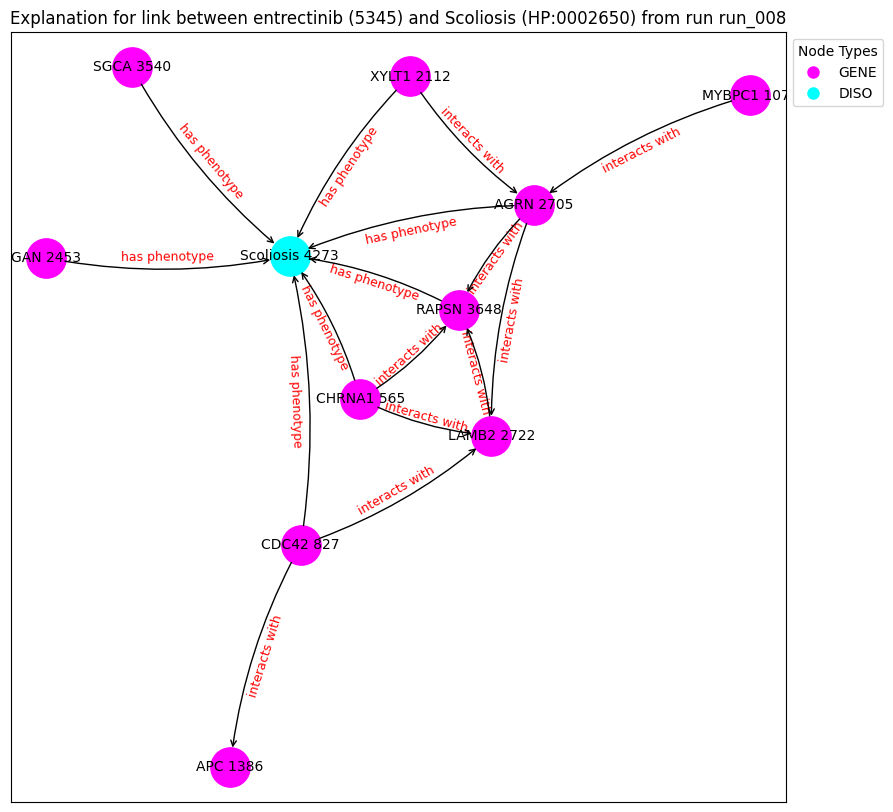 Explanation for link between entrectinib (5345) and Scoliosis (HP:0002650) from run run_008
Node Types
GENE
DISO
SGCA 3540
XYLT1 2112
MYBPC1 107
interacts with
has phenotype
interacts with
has phenotype
AGRN 2705
has phenotype
interacts with
GAN 2453
has phenotype
Scoliosis 4273
has phenotype
RAPSN 3648
interacts with
has phenotype
interacts with
interacts with
CHRNA1 565
interacts with
LAMB2 2722
has phenotype
interacts with
CDC42 827
interacts with
APC 1386